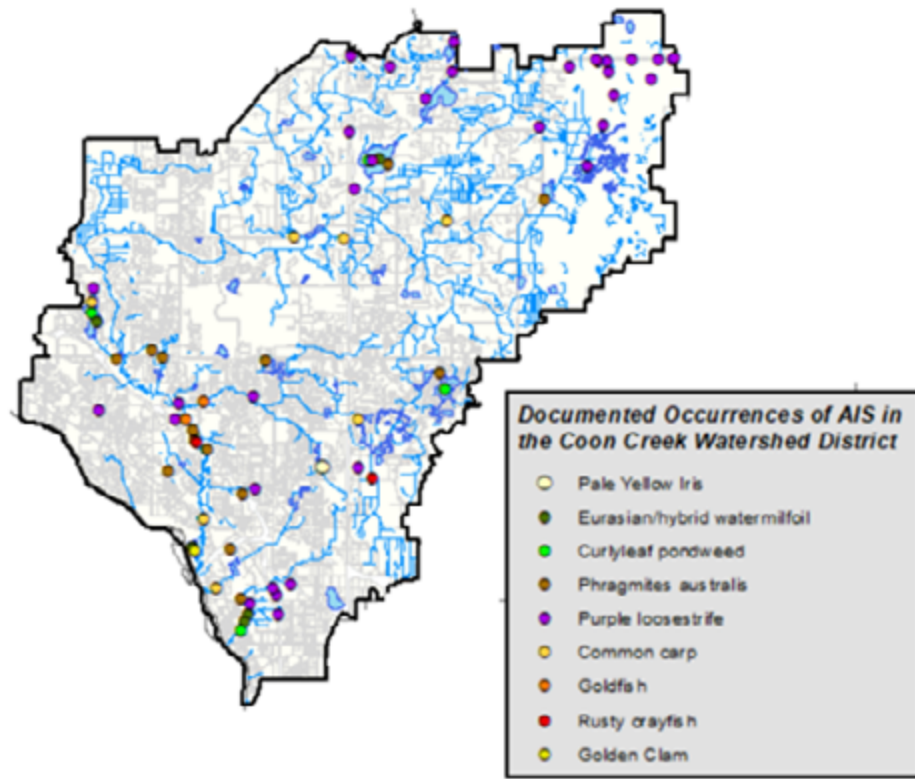 Documented Occurrences of AIS in
the Coon Creek Watershed District
Pale Yellow Iris
Eurasian/hybrid watermilfoil
Curlyleaf pondweed
Phragmites australis
Purple loosestrife
Common carp
Goldfish
Rusty crayfish
Golden Clam